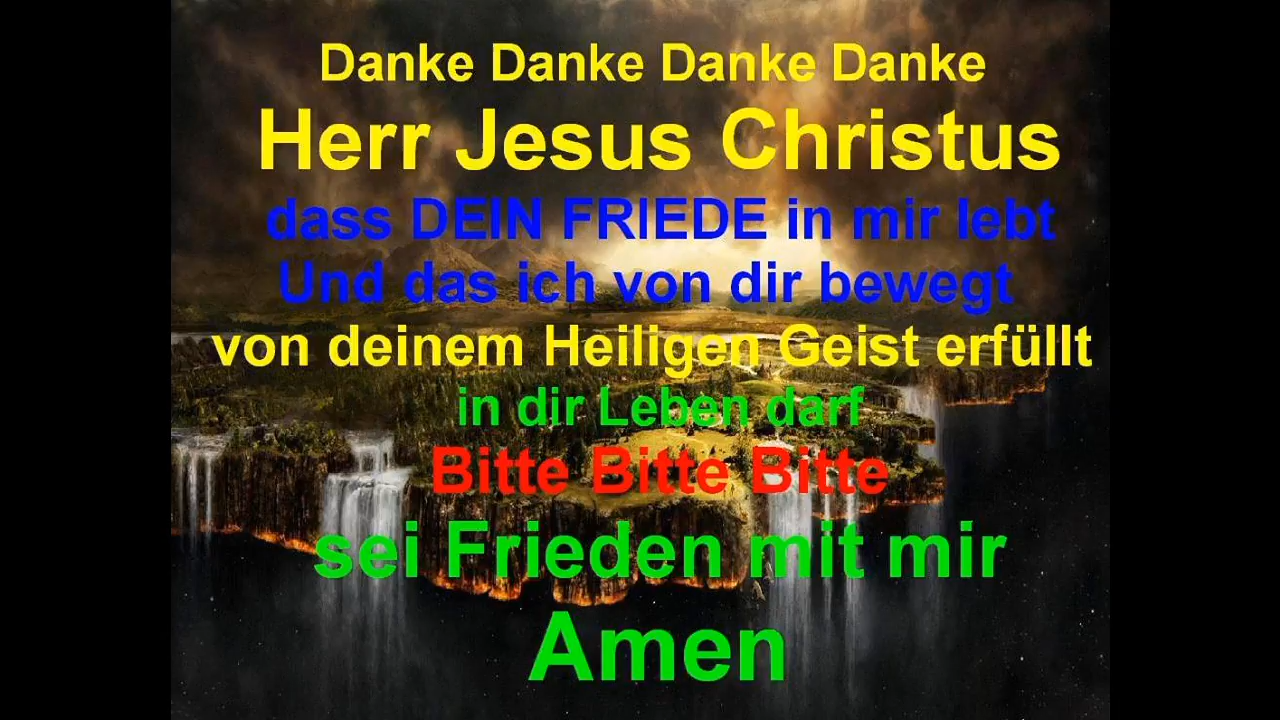 Danke Danke Danke Danke
Herr Jesus Christus
dass DEIN FRIEDE in mir lebt
Und das ich von dir bewegt
von deinem Heiligen Geist erfüllt
in dir Leben darf
Bitte Bitte Bitte
sei Frieden mit mir
Amen